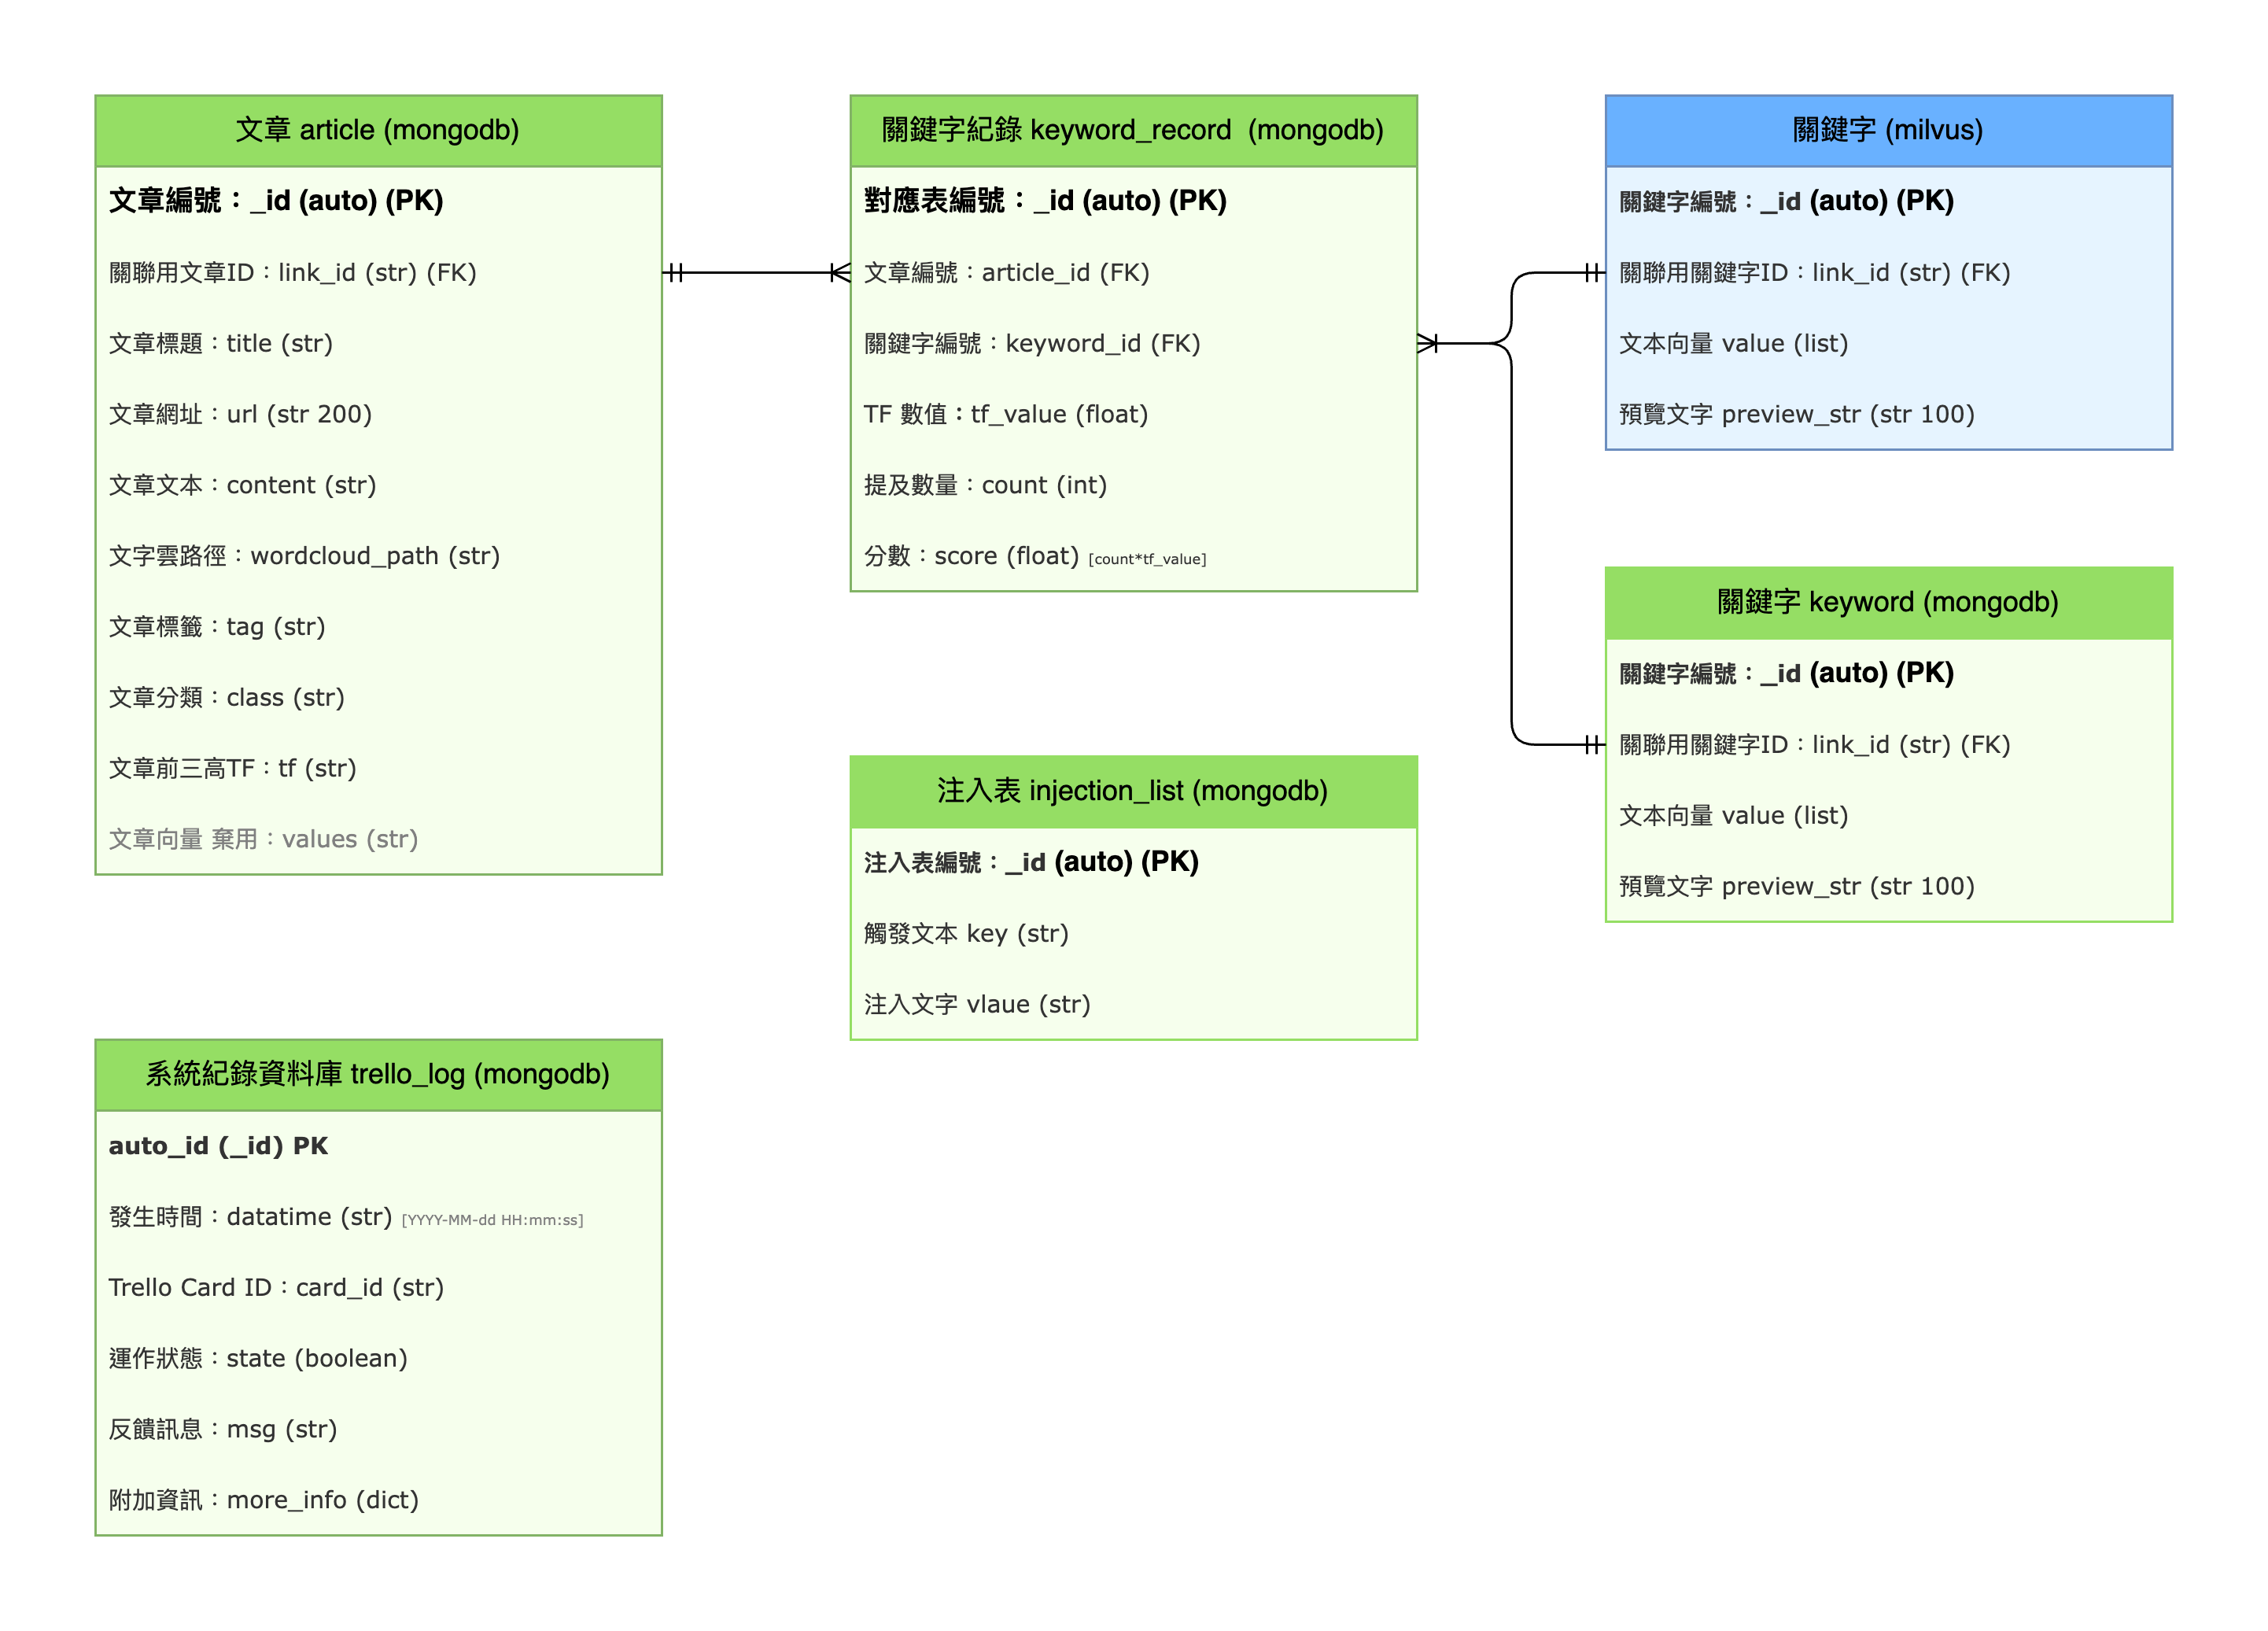 文章 article (mongodb)
文章編號：_id (auto) (PK)
關聯用文章ID：link_id (str) (FK)
文章標題：title (str)
文章網址：url (str 200)
文章文本：content (str)
文字雲路徑：wordcloud_path (str)
文章標籤：tag (str)
文章分類：class (str)
文章前三高TF：tf (str)
文章向量 棄用：values (str)
關鍵字紀錄 keyword_record (mongodb)
對應表編號：_id (auto) (PK)
文章編號：article_id (FK)
關鍵字編號：keyword_id (FK)
TF 數值：tf_value (float)
提及數量：count (int)
分數：score (float) [count*tf_value]
關鍵字 (milvus)
關鍵字編號：_id (auto) (PK)
關聯用關鍵字ID：link_id (str) (FK)
文本向量 value (list)
預覽文字 preview_str (str 100)
關鍵字 keyword (mongodb)
關鍵字編號：_id (auto) (PK)
關聯用關鍵字ID：link_id (str) (FK)
文本向量 value (list)
預覽文字 preview_str (str 100)
注入表 injection_list (mongodb)
注入表編號：_id (auto) (PK)
觸發文本 key (str)
注入文字 vlaue (str)
系統紀錄資料庫 trello_log (mongodb)
auto_id (_id) PK
發生時間：datatime (str) [YYYY-MM-dd HH:mm:ss]
Trello Card ID：card_id (str)
運作狀態：state (boolean)
反饋訊息：msg (str)
附加資訊：more_info (dict)